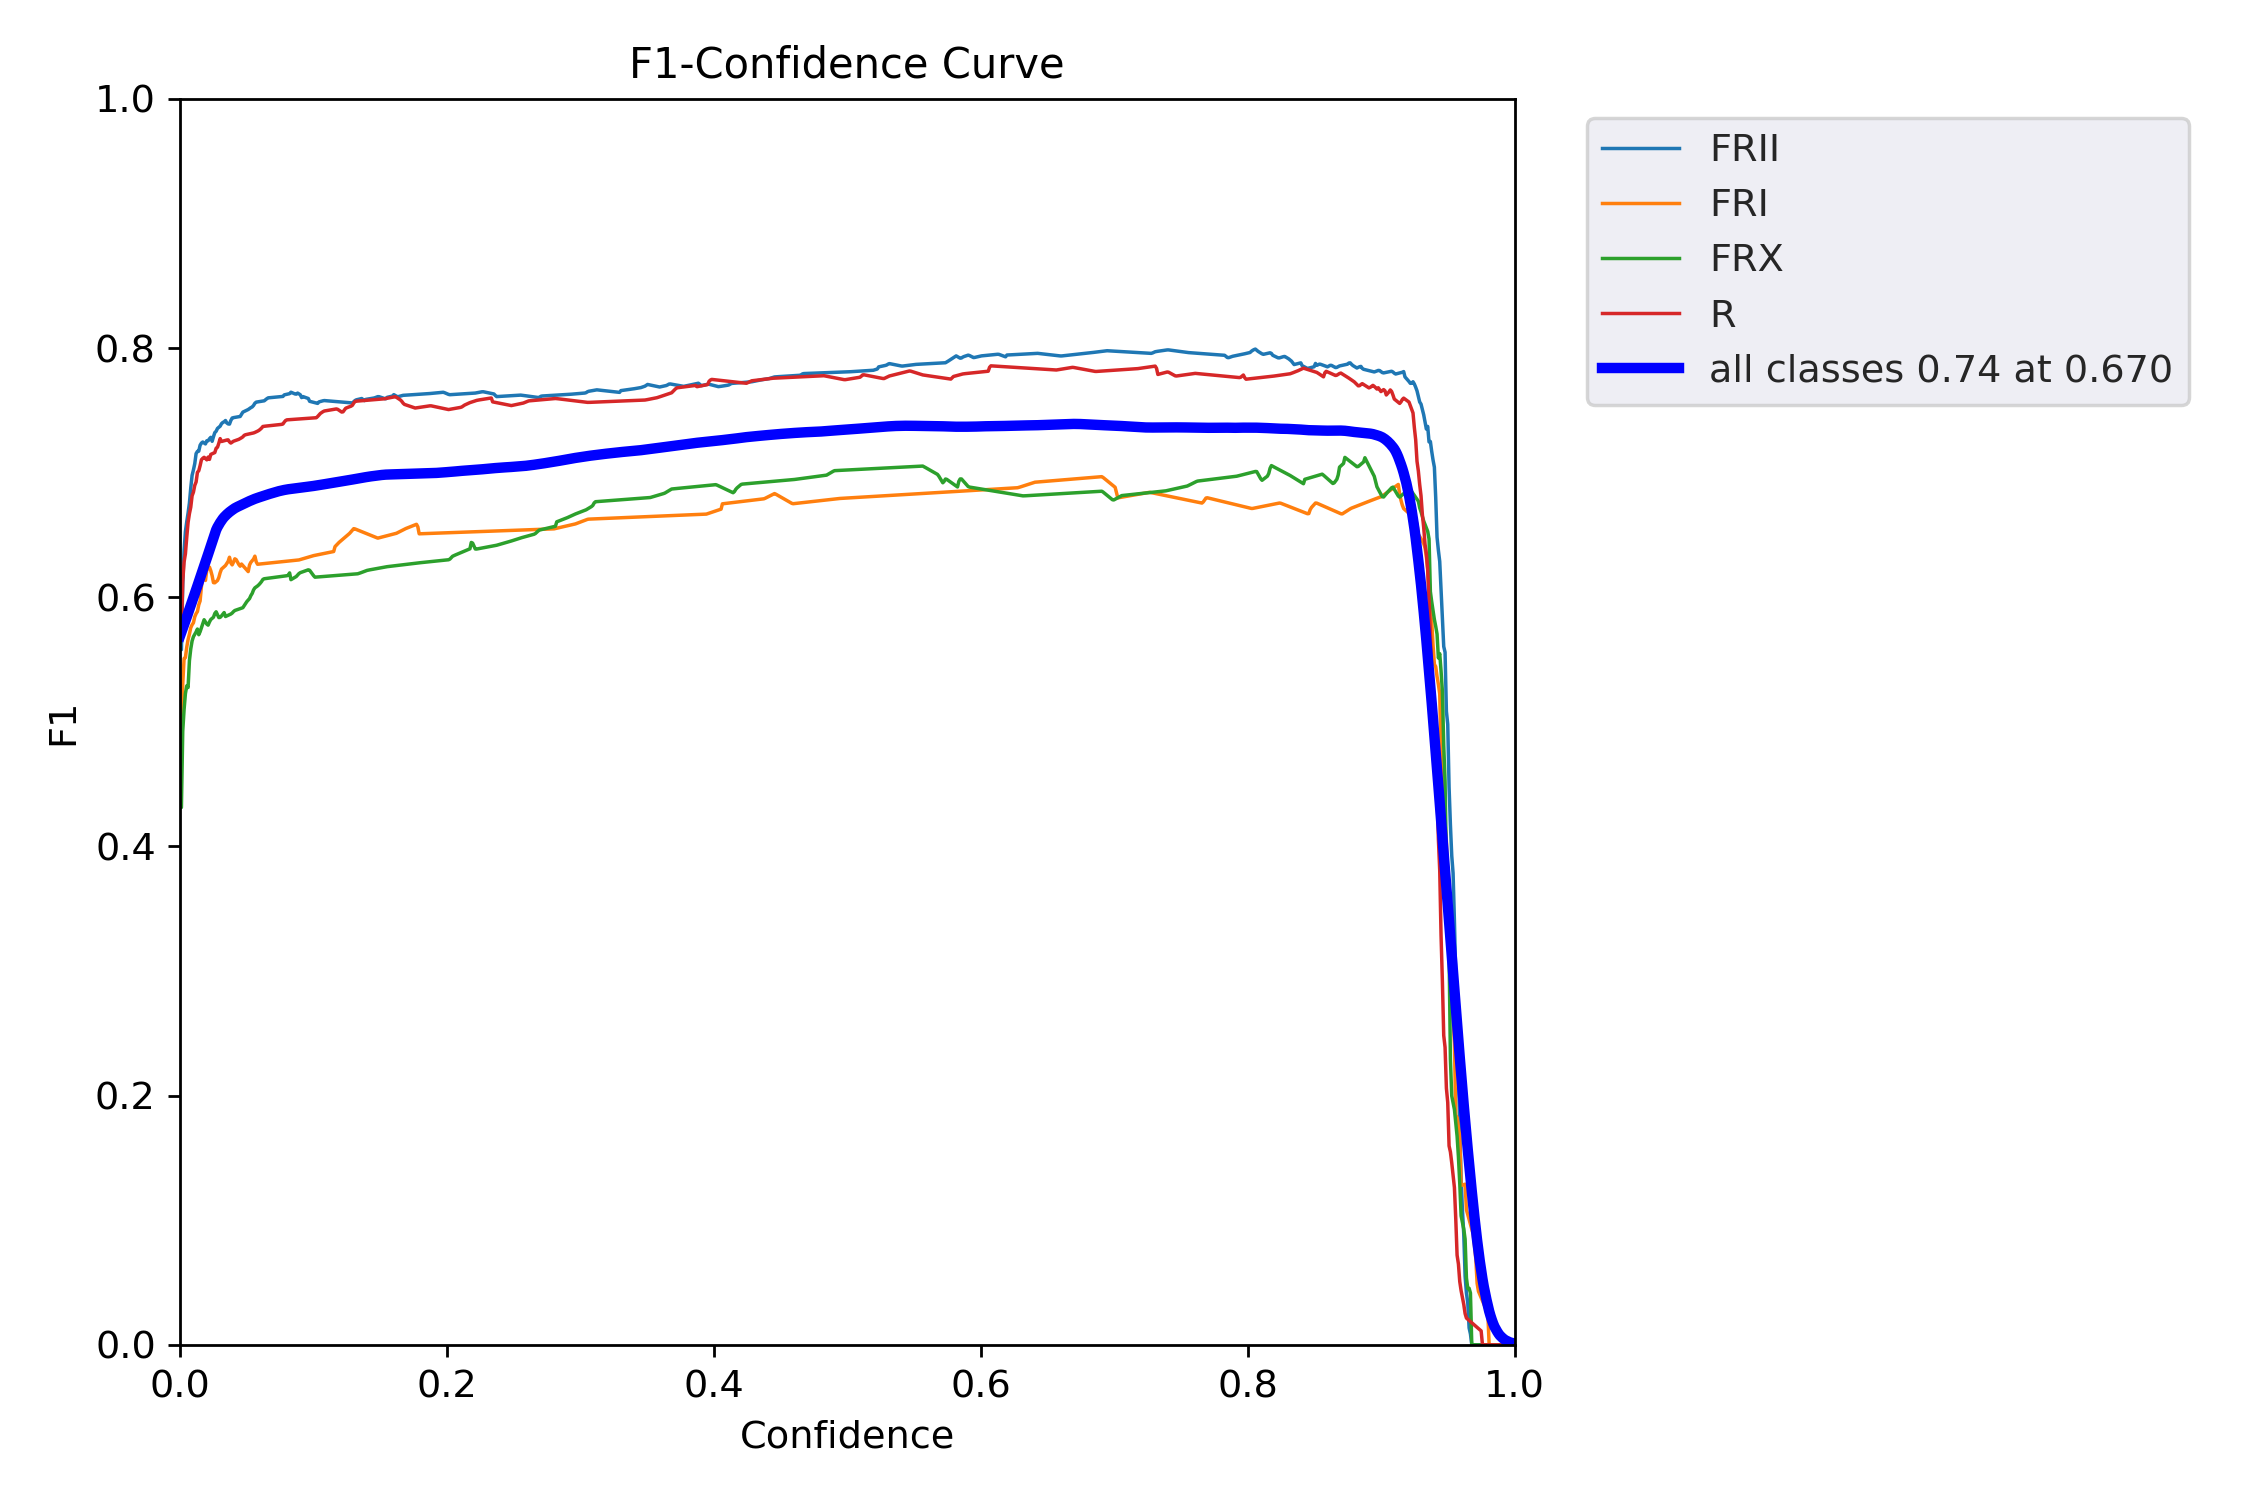 F1-Confidence Curve
1.0
0.8
0.6
0.4
0.2
0.0
F1
0.0 0.2 0.4 0.6 0.8 1.0
Confidence
FRII
FRI
FRX
R
all classes 0.74 at 0.670